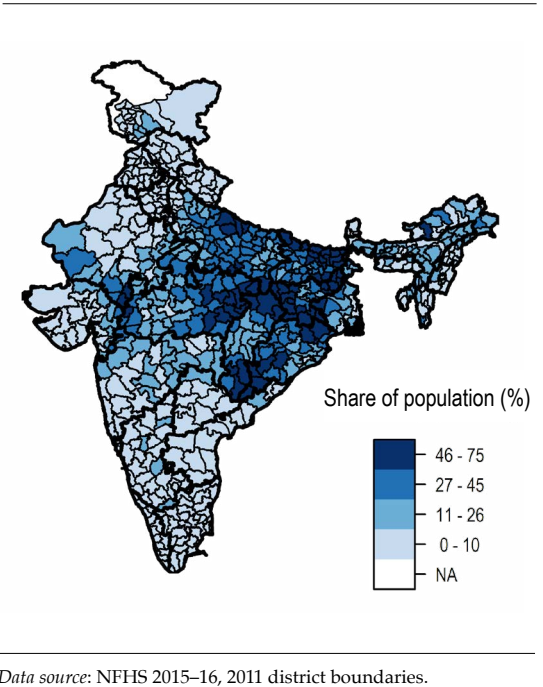 Share of population (%)
46 - 75
27 - 45
11 - 26
0 - 10
NA
Data source: NFHS 2015–16, 2011 district boundaries.